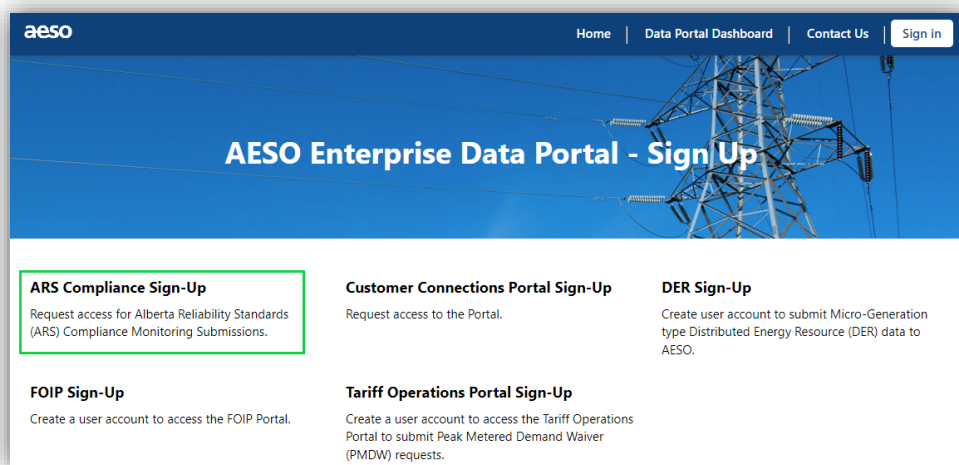 aeso
Home | Data Portal Dashboard | Contact Us | Sign in
AESO Enterprise Data Portal - Sign Up
ARS Compliance Sign-Up
Request access for Alberta Reliability Standards
(ARS) Compliance Monitoring Submissions.
Customer Connections Portal Sign-Up
Request access to the Portal.
DER Sign-Up
Create user account to submit Micro-Generation
type Distributed Energy Resource (DER) data to
AESO.
FOIP Sign-Up
Create a user account to access the FOIP Portal.
Tariff Operations Portal Sign-Up
Create a user account to access the Tariff Operations
Portal to submit Peak Metered Demand Waiver
(PMDW) requests.